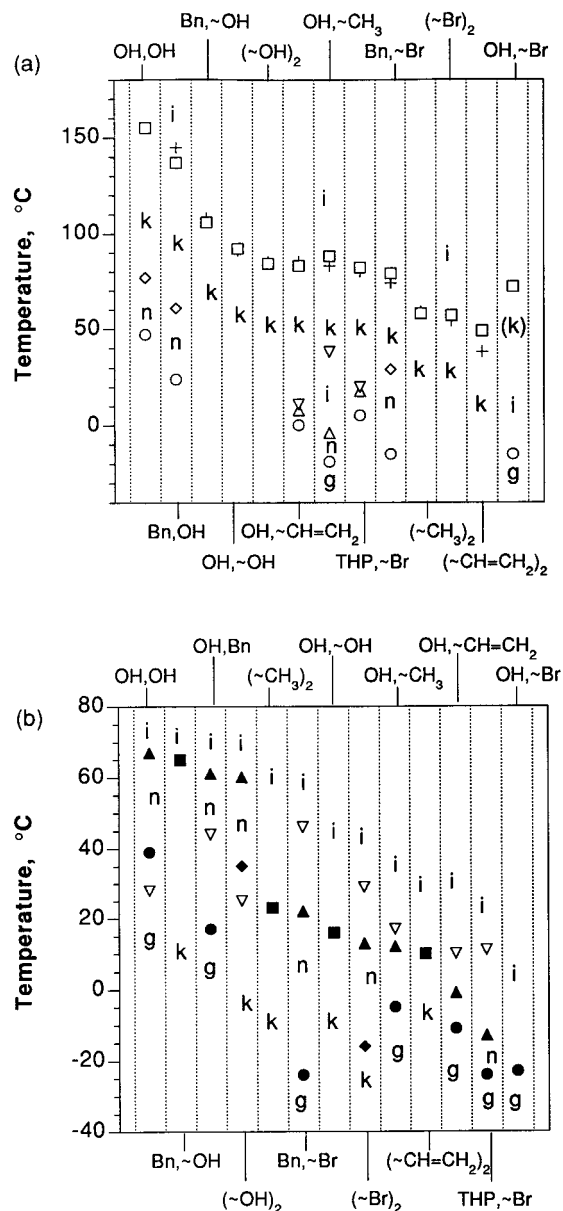 Bn,~OH OH,~CH3 (~Br)2
OH,OH (~OH)2 Bn,~Br OH,~Br
(a)
Temperature, °C
150
100
50
0
i
i
k k
k k k k k k k
i
(k)
k k k
n n
i
n
n
i
g
g
Bn,OH OH,~CH=CH2 (~CH3)2
OH,~OH THP,~Br (~CH=CH2)2
OH,Bn OH,~OH OH,~CH=CH2
OH,OH (~CH3)2 OH,~CH3 OH,~Br
(b)
Temperature, °C
80
60
40
20
0
-20
-40
i i i i i i i i i i i i i
n n n n n n
g k g k k g k k g k g g g
Bn,~OH Bn,~Br (~CH=CH2)2
(~OH)2 (~Br)2 THP,~Br